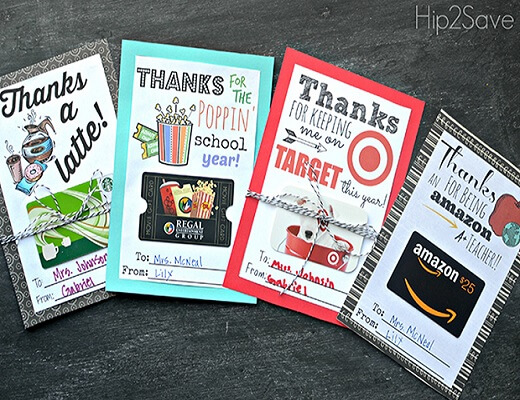 Hip2Save
Thanks
a
latte!
To: Mrs. Johnson
From: Gabriel
THANKS FOR
THE
POPPIN'
school
year!
REGAL
ENTERTAINMENT
GROUP
To: Mrs. McNeal
From: Lilly
Thanks
FOR KEEPING
me on
TARGET
this year!
To: Mrs. Johnson
From: Gabriel
Thanks
FOR BEING
an
amazon
A+ TEACHER!!
amazon
$25
To: Mrs McNeal
From: Lilly